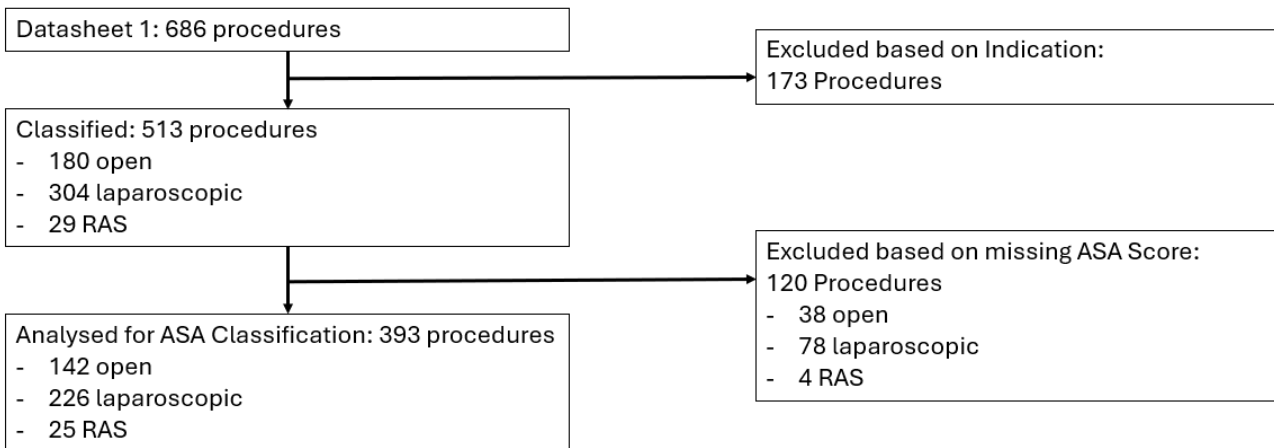 Datasheet 1: 686 procedures
Excluded based on Indication:
173 Procedures
Classified: 513 procedures
- 180 open
- 304 laparoscopic
- 29 RAS
Excluded based on missing ASA Score:
120 Procedures
- 38 open
- 78 laparoscopic
- 4 RAS
Analysed for ASA Classification: 393 procedures
- 142 open
- 226 laparoscopic
- 25 RAS